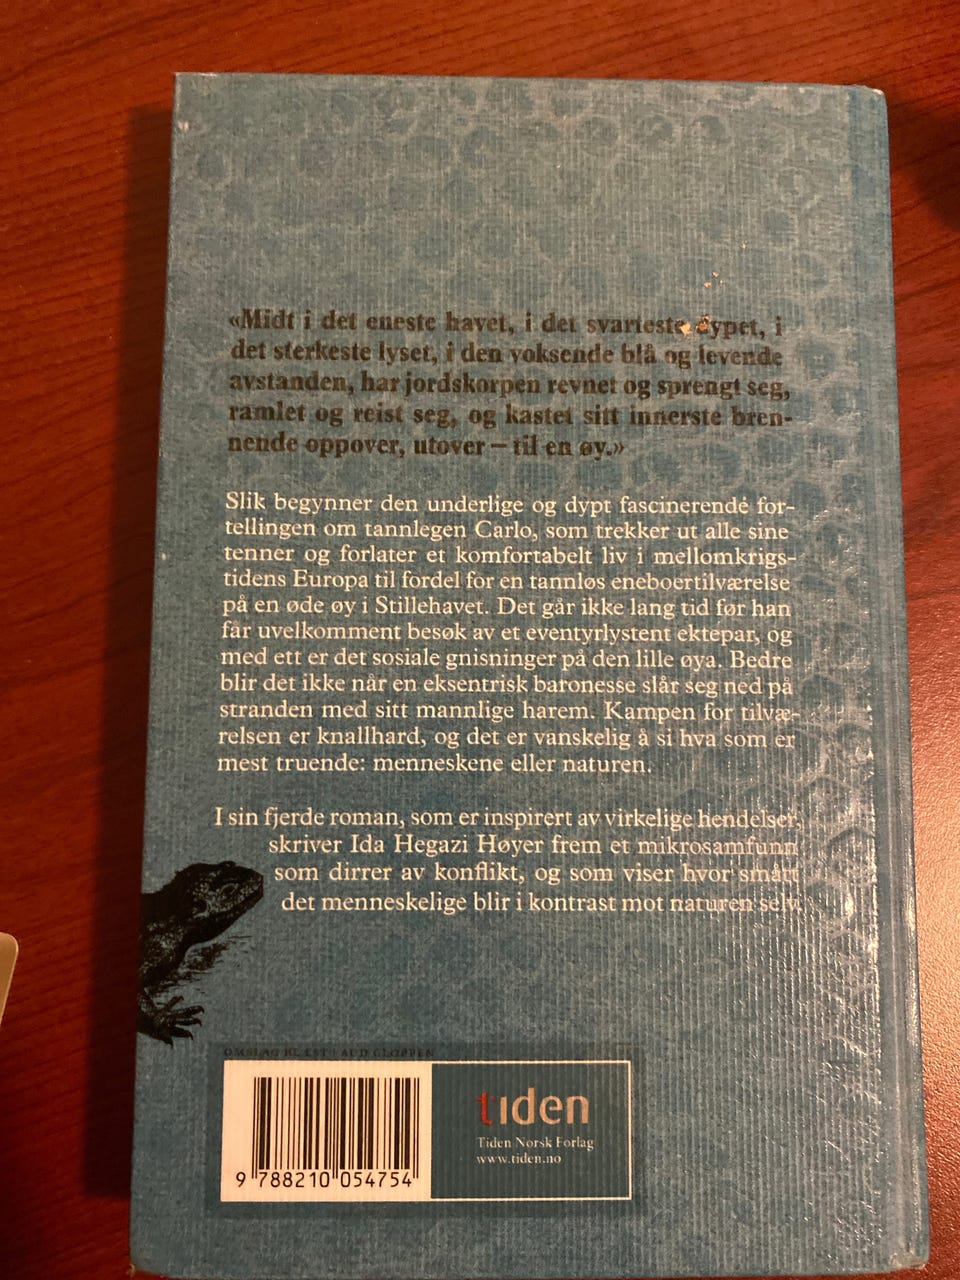 «Midt i det eneste havet, i det svarteste dypet, i
det sterkeste lyset, i den voksende blå og levende
avstanden, har jordskorpen revnet og sprengt seg,
ramlet og reist seg, og kastet sitt innerste bren-
nende oppover, utover – til en øy.»
Slik begynner den underlige og dypt fascinerende for-
tellingen om tannlegen Carlo, som trekker ut alle sine
tenner og forlater et komfortabelt liv i mellomkrigs-
tidens Europa til fordel for en tannløs eneboertilværelse
på en øde øy i Stillehavet. Det går ikke lang tid før han
får uvelkomment besøk av et eventyrlystent ektepar, og
med ett er det sosiale gnisninger på den lille øya. Bedre
blir det ikke når en eksentrisk baronesse slår seg ned på
stranden med sitt mannlige harem. Kampen for tilvæ-
relsen er knallhard, og det er vanskelig å si hva som er
mest truende: menneskene eller naturen.
I sin fjerde roman, som er inspirert av virkelige hendelser,
skriver Ida Hegazi Høyer frem et mikrosamfunn
som dirrer av konflikt, og som viser hvor smått
det menneskelige blir i kontrast mot naturen selv.
OMSLAG BLÆST : AUD GLOPPEN
tiden
Tiden Norsk Forlag
www.tiden.no
9 788210 054754